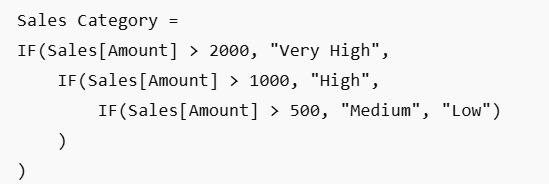 Sales Category =
IF(Sales[Amount] > 2000, "Very High",
    IF(Sales[Amount] > 1000, "High",
        IF(Sales[Amount] > 500, "Medium", "Low")
    )
)